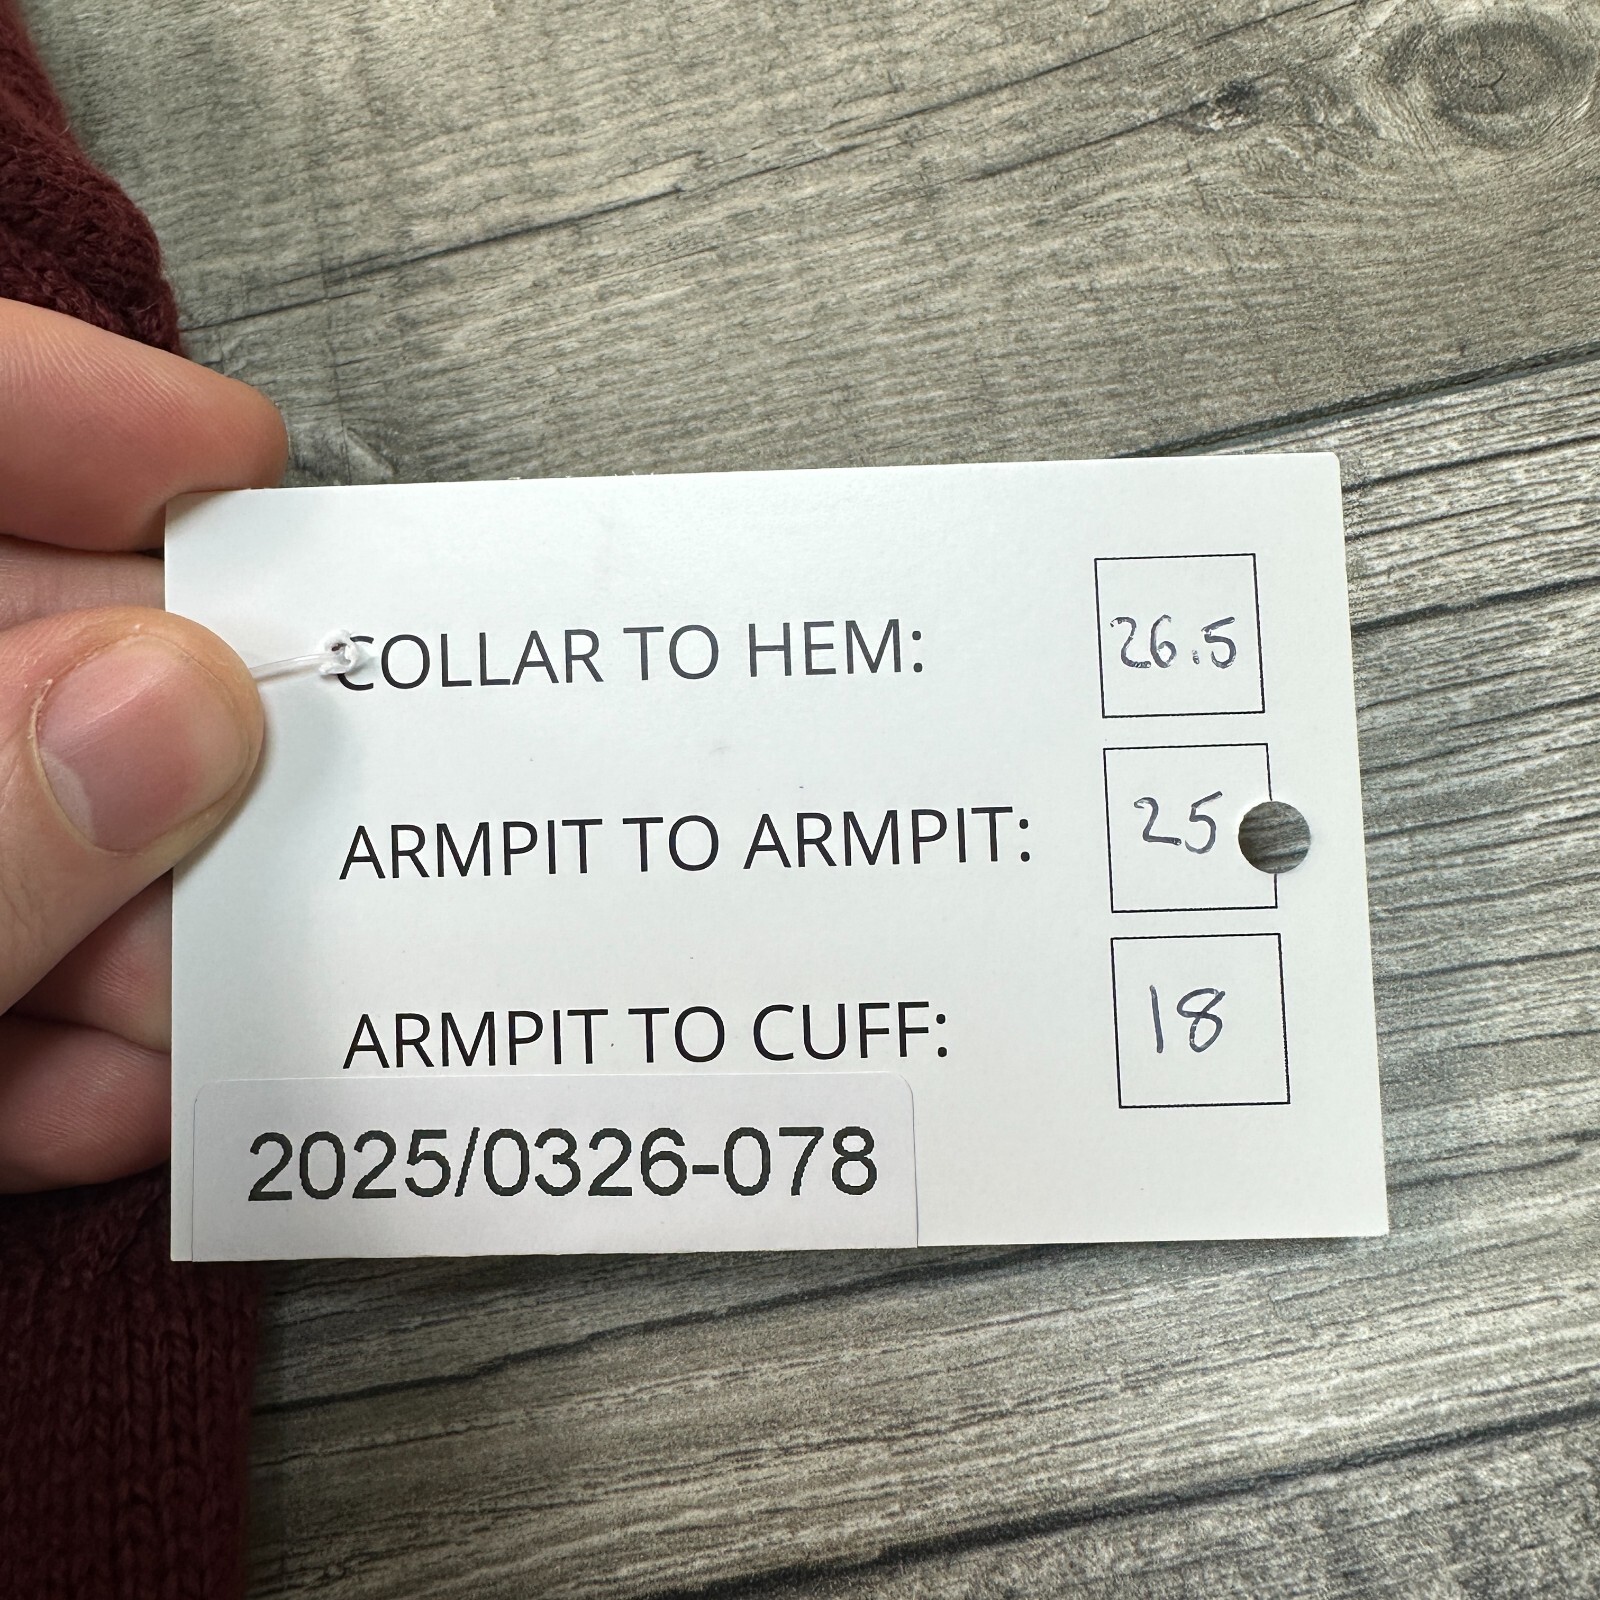 COLLAR TO HEM: 26.5
ARMPIT TO ARMPIT: 25
ARMPIT TO CUFF: 18
2025/0326-078